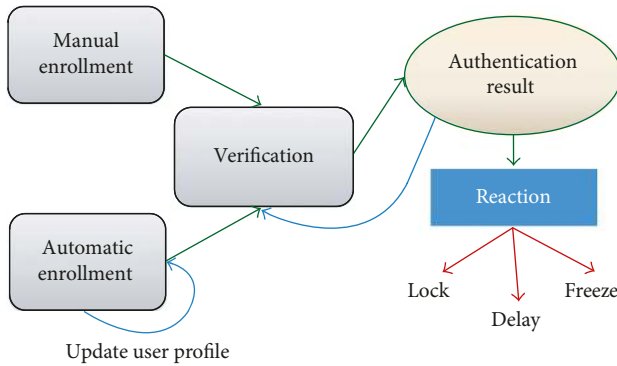 Manual
enrollment
Authentication
result
Verification
Reaction
Automatic
enrollment
Lock
Freeze
Delay
Update user profile